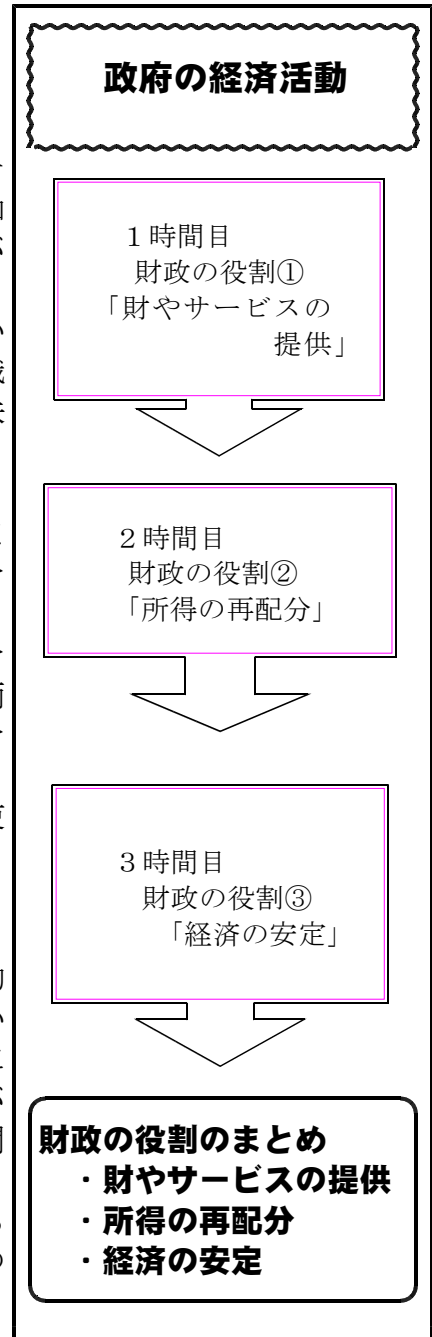 政府の経済活動
１時間目
財政の役割①
「財やサービスの
提供」
２時間目
財政の役割②
「所得の再配分」
３時間目
財政の役割③
「経済の安定」
財政の役割のまとめ
・財やサービスの提供
・所得の再配分
・経済の安定